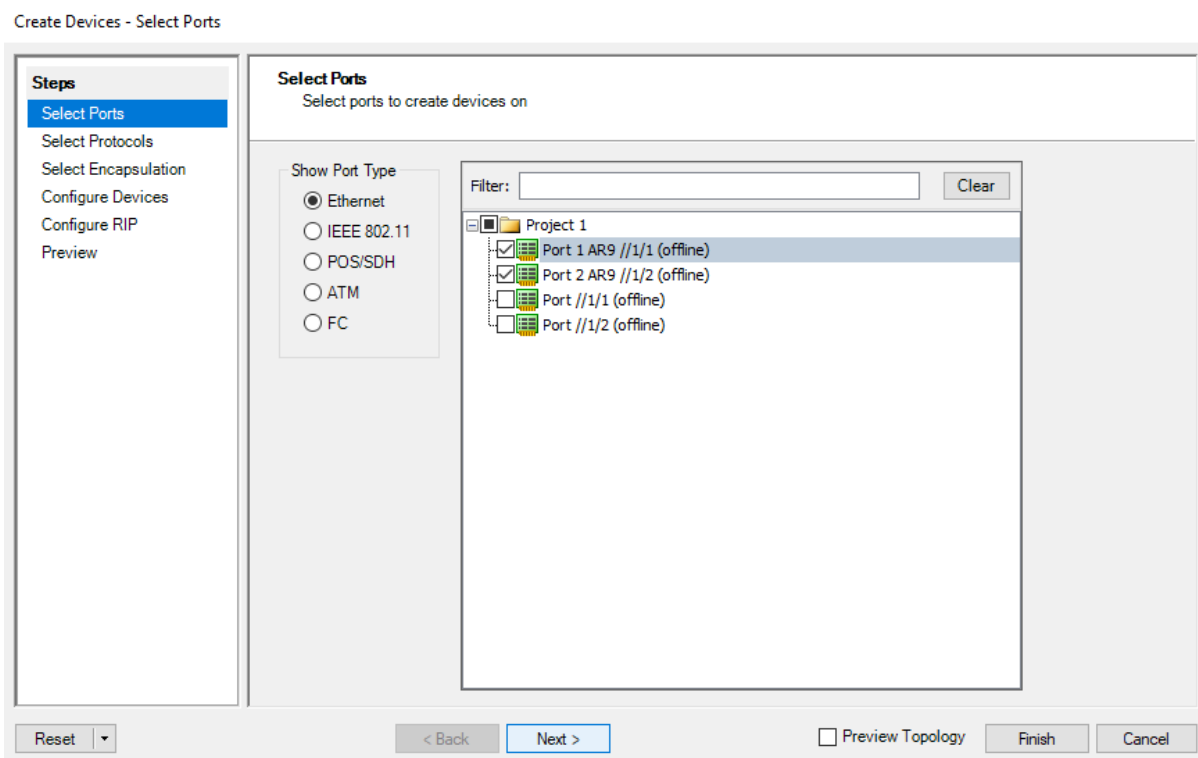 Create Devices - Select Ports
Steps
Select Ports
Select Protocols
Select Encapsulation
Configure Devices
Configure RIP
Preview
Select Ports
Select ports to create devices on
Show Port Type
Ethernet
IEEE 802.11
POS/SDH
ATM
FC
Filter:
Clear
Project 1
Port 1 AR9 //1/1 (offline)
Port 2 AR9 //1/2 (offline)
Port //1/1 (offline)
Port //1/2 (offline)
Reset
< Back
Next >
Preview Topology
Finish
Cancel